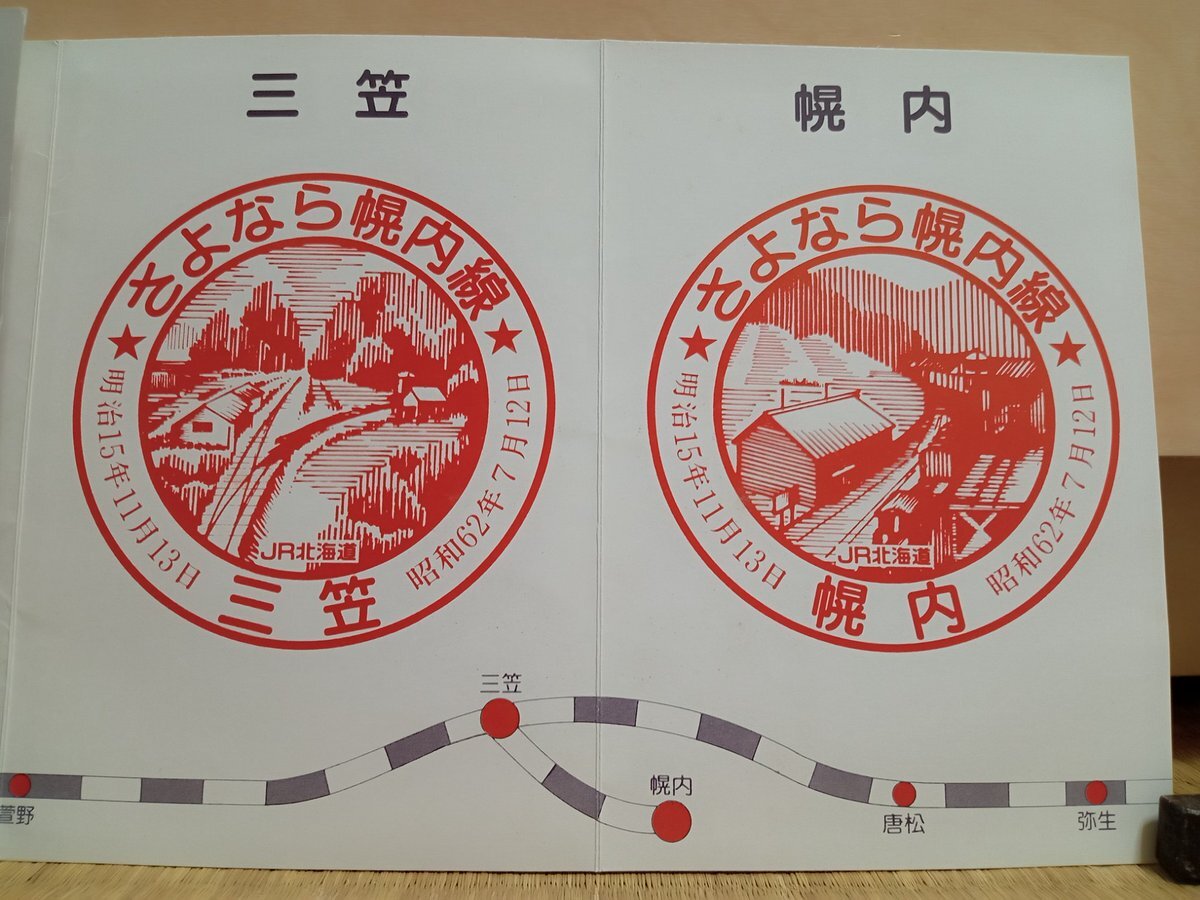 三笠
さよなら幌内線
明治15年11月13日
昭和62年7月12日
JR北海道
三笠
幌内
さよなら幌内線
明治15年11月13日
昭和62年7月12日
JR北海道
幌内
三笠
幌内
萱野
唐松
弥生